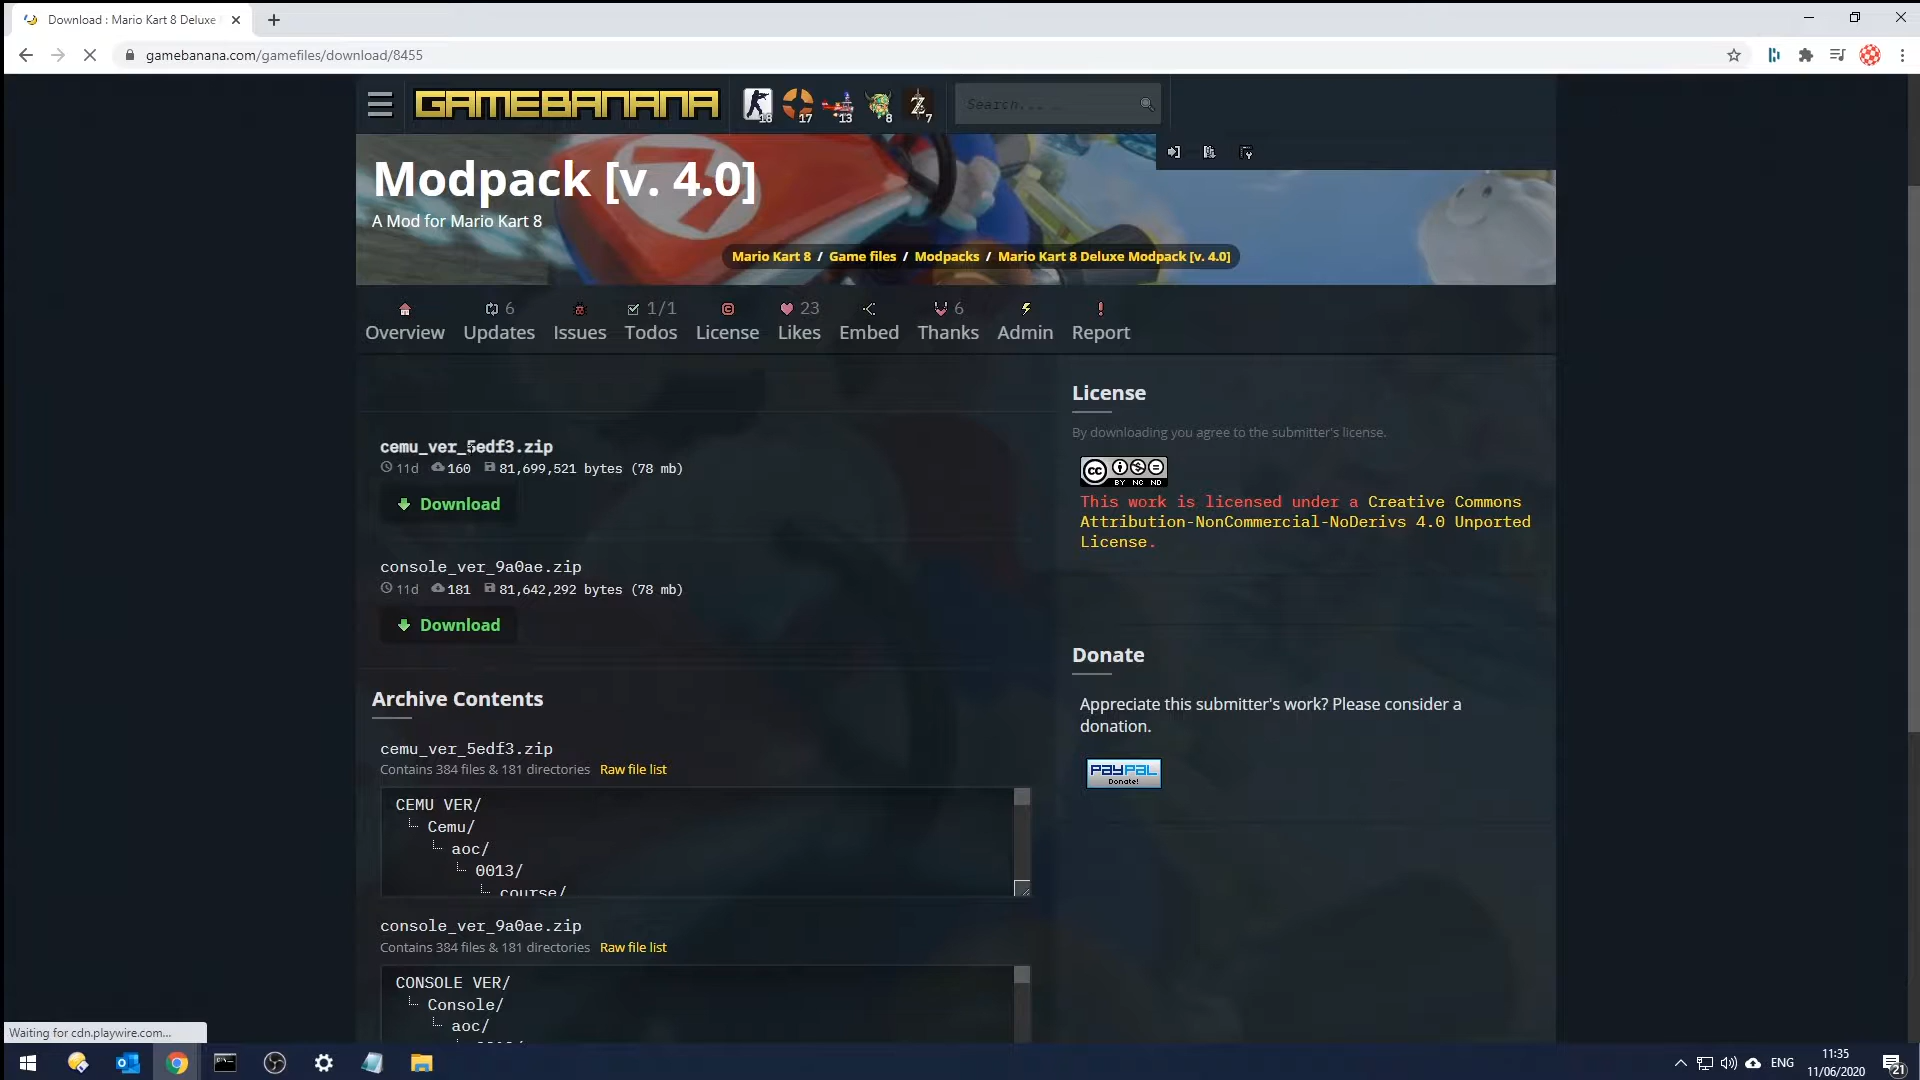 Download : Mario Kart 8 Deluxe
gamebanana.com/gamefiles/download/8455
GAMEBANANA
18
17
13
8
7
Search...
Modpack [v. 4.0]
A Mod for Mario Kart 8
Mario Kart 8 / Game files / Modpacks / Mario Kart 8 Deluxe Modpack [v. 4.0]
6
1/1
23
6
Overview Updates Issues Todos License Likes Embed Thanks Admin Report
cemu_ver_5edf3.zip
11d 160 81,699,521 bytes (78 mb)
Download
console_ver_9a0ae.zip
11d 181 81,642,292 bytes (78 mb)
Download
Archive Contents
cemu_ver_5edf3.zip
Contains 384 files & 181 directories Raw file list
CEMU VER/
Cemu/
aoc/
0013/
course/
console_ver_9a0ae.zip
Contains 384 files & 181 directories Raw file list
CONSOLE VER/
Console/
aoc/
License
By downloading you agree to the submitter's license.
cc
BY NC ND
This work is licensed under a Creative Commons
Attribution-NonCommercial-NoDerivs 4.0 Unported
License.
Donate
Appreciate this submitter's work? Please consider a
donation.
PAYPAL
Donate!
Waiting for cdn.playwire.com...
ENG
11:35
11/06/2020
21